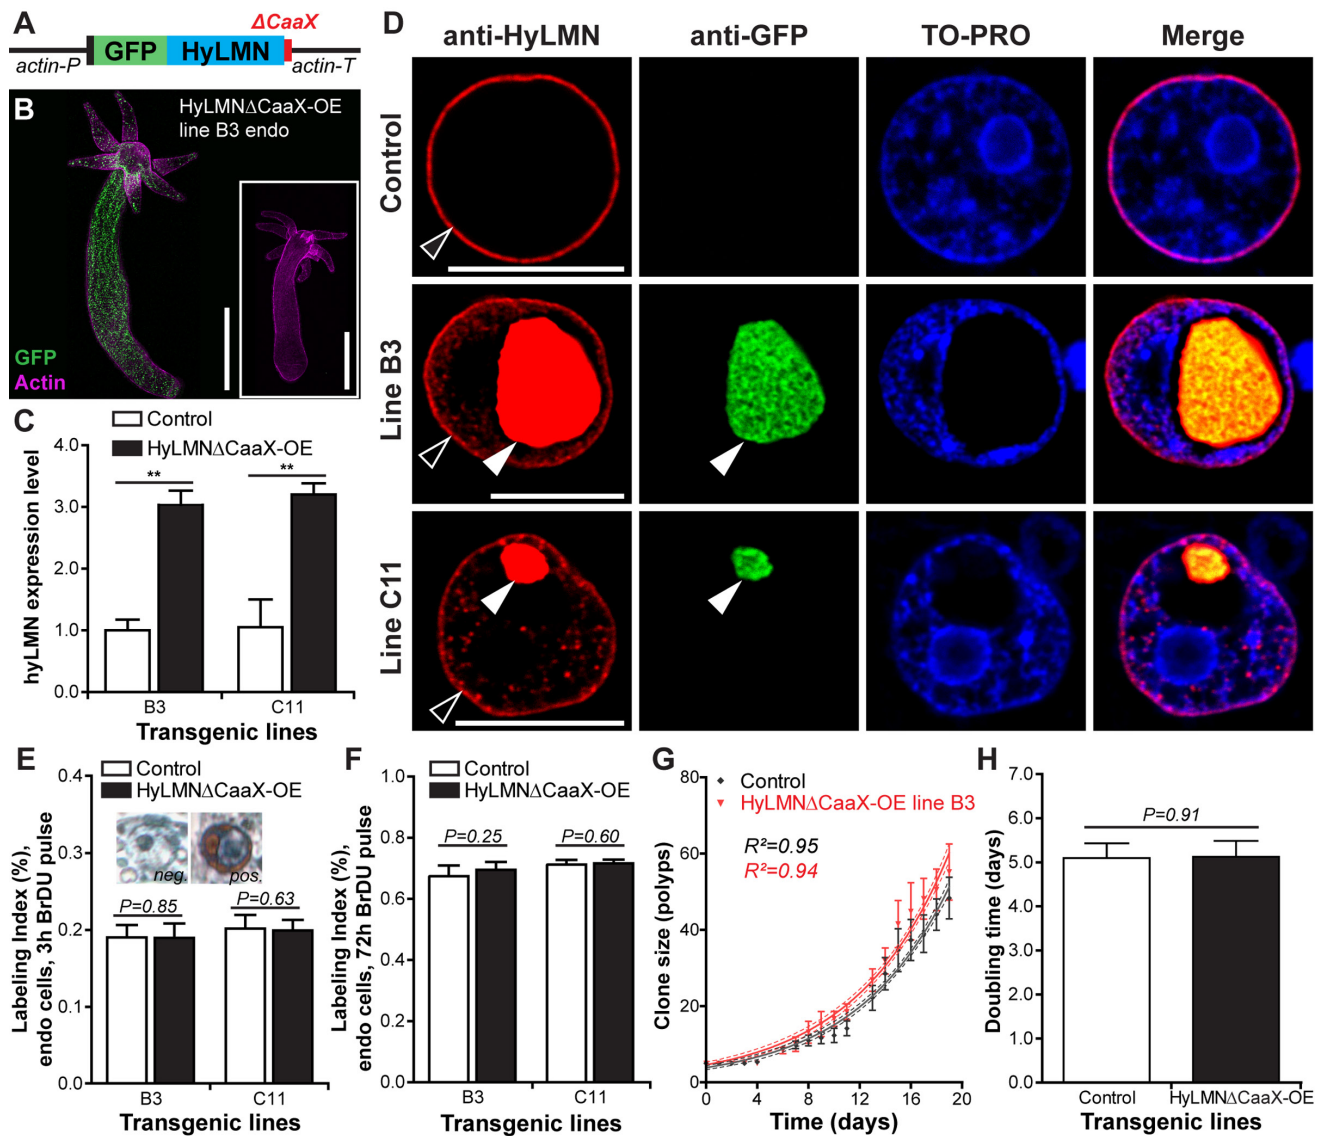 A
ΔCaaX
GFP HyLMN
actin-P actin-T
B
HyLMNΔCaaX-OE
line B3 endo
GFP
Actin
C
Control
HyLMNΔCaaX-OE
hyLMN expression level
4.0
3.0
2.0
1.0
0.0
** **
B3 C11
Transgenic lines
D
anti-HyLMN anti-GFP TO-PRO Merge
Control
Line B3
Line C11
E
Control
HyLMNΔCaaX-OE
Labeling Index (%),
endo cells, 3h BrDU pulse
0.4
0.3
0.2
0.1
0.0
neg. pos.
P=0.85 P=0.63
B3 C11
Transgenic lines
F
Control
HyLMNΔCaaX-OE
Labeling Index (%),
endo cells, 72h BrDU pulse
1.0
0.8
0.6
0.4
0.2
0.0
P=0.25 P=0.60
B3 C11
Transgenic lines
G
Control
HyLMNΔCaaX-OE line B3
R²=0.95
R²=0.94
Clone size (polyps)
80
60
40
20
0
0 4 8 12 16 20
Time (days)
H
Doubling time (days)
7.0
6.0
5.0
4.0
3.0
2.0
1.0
0.0
P=0.91
Control HyLMNΔCaaX-OE
Transgenic lines